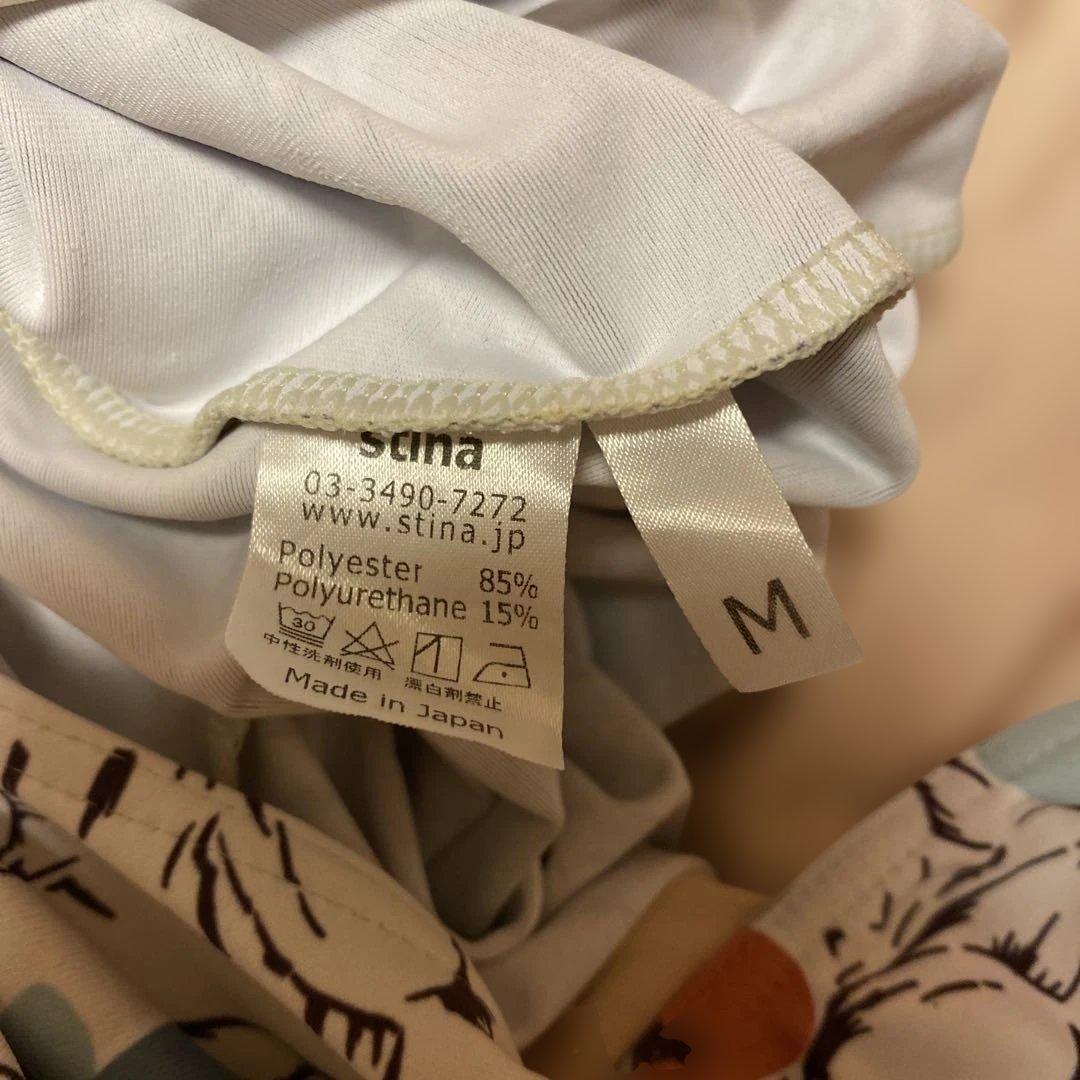 stina
03-3490-7272
www.stina.jp
Polyester 85%
Polyurethane 15%
30
中性洗剤使用 漂白剤禁止
Made in Japan
M